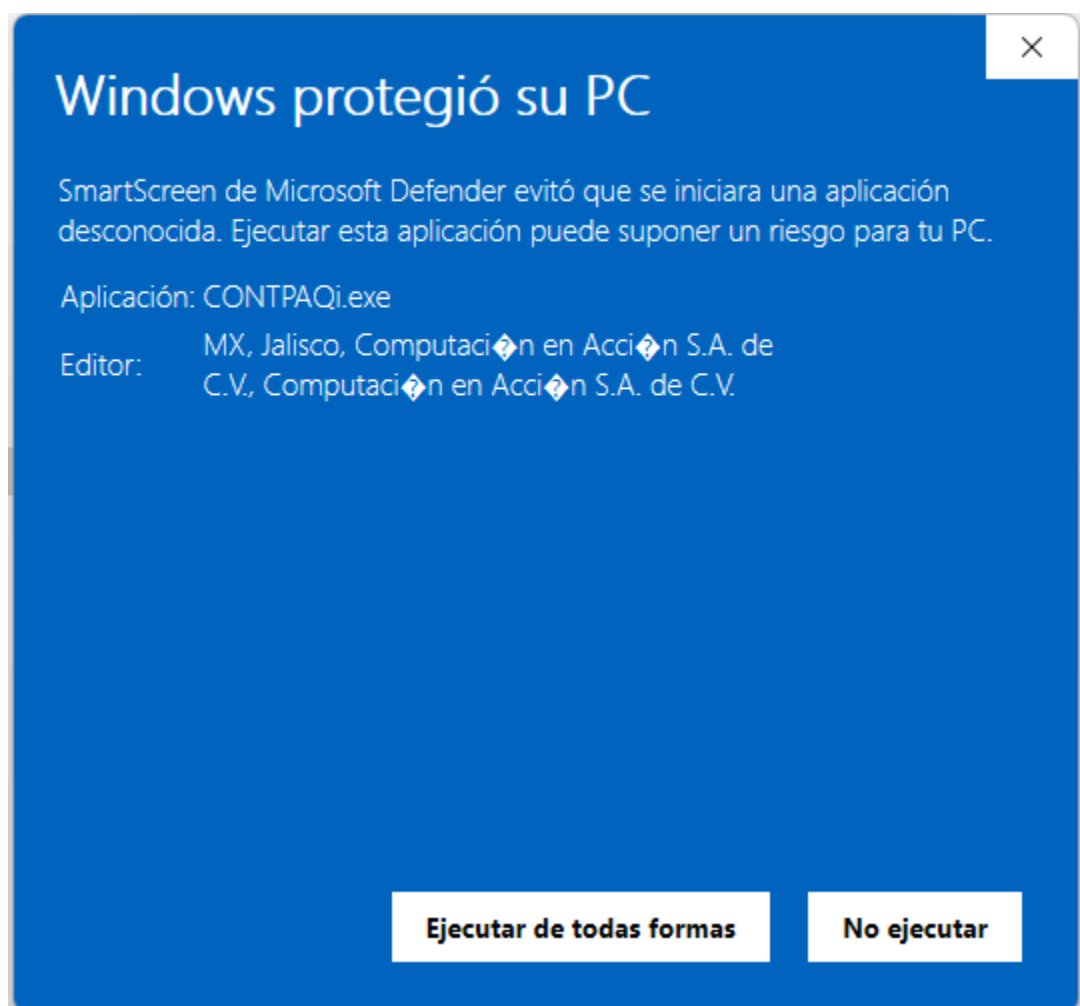 Windows protegió su PC
SmartScreen de Microsoft Defender evitó que se iniciara una aplicación
desconocida. Ejecutar esta aplicación puede suponer un riesgo para tu PC.
Aplicación: CONTPAQi.exe
Editor: MX, Jalisco, Computaci�n en Acci�n S.A. de
C.V., Computaci�n en Acci�n S.A. de C.V.
Ejecutar de todas formas
No ejecutar